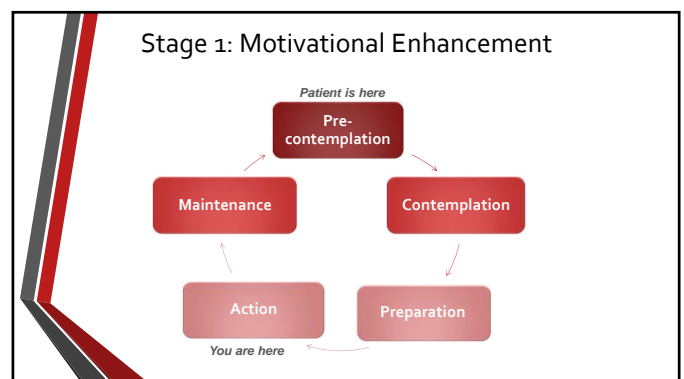 Stage 1: Motivational Enhancement
Patient is here
Pre-
contemplation
Maintenance
Contemplation
Action
Preparation
You are here